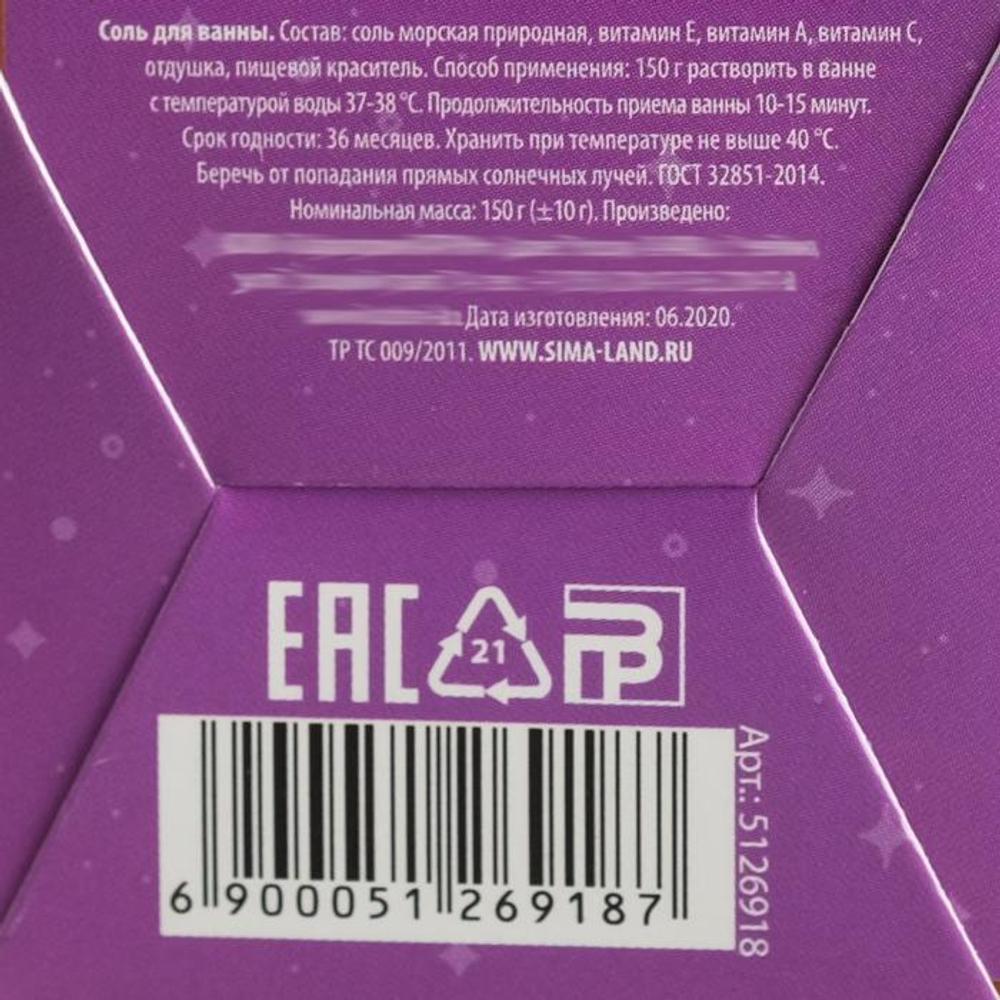 Соль для ванны. Состав: соль морская природная, витамин Е, витамин А, витамин С,
отдушка, пищевой краситель. Способ применения: 150 г растворить в ванне
с температурой воды 37-38 °С. Продолжительность приема ванны 10-15 минут.
Срок годности: 36 месяцев. Хранить при температуре не выше 40 °С.
Беречь от попадания прямых солнечных лучей. ГОСТ 32851-2014.
Номинальная масса: 150 г (±10 г). Произведено:
Дата изготовления: 06.2020.
ТР ТС 009/2011. WWW.SIMA-LAND.RU
EAC 21
6 900051 269187
Арт.: 5126918